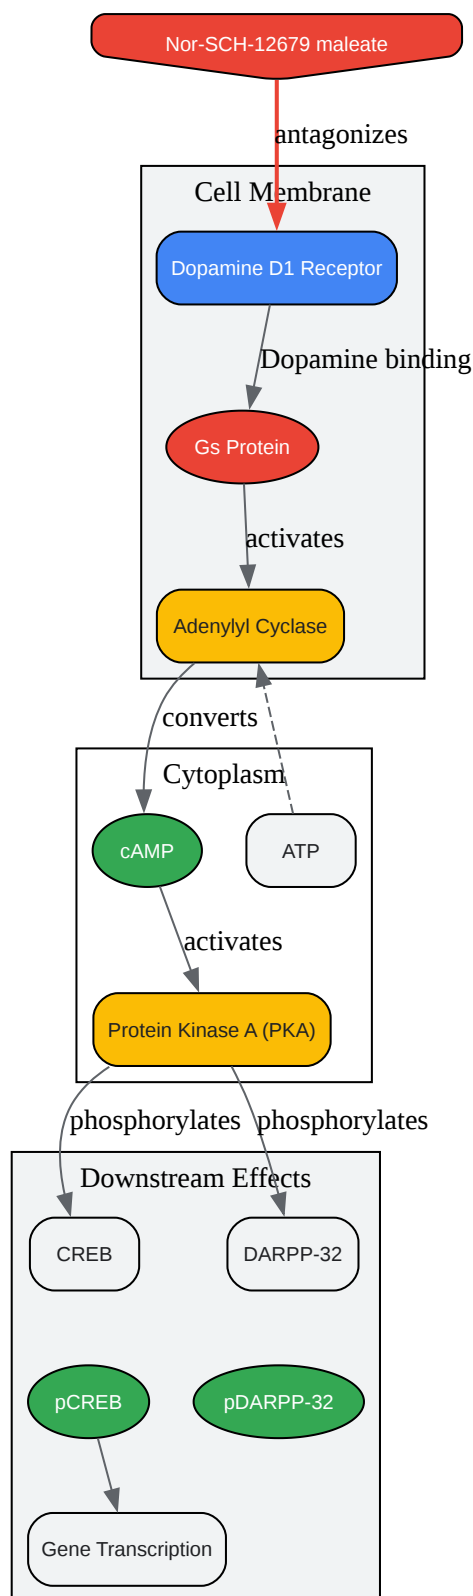 Nor-SCH-12679 maleate
antagonizes
Cell Membrane
Dopamine D1 Receptor
Dopamine binding
Gs Protein
activates
Adenylyl Cyclase
converts
Cytoplasm
cAMP
ATP
activates
Protein Kinase A (PKA)
phosphorylates
phosphorylates
Downstream Effects
CREB
DARPP-32
pCREB
pDARPP-32
Gene Transcription